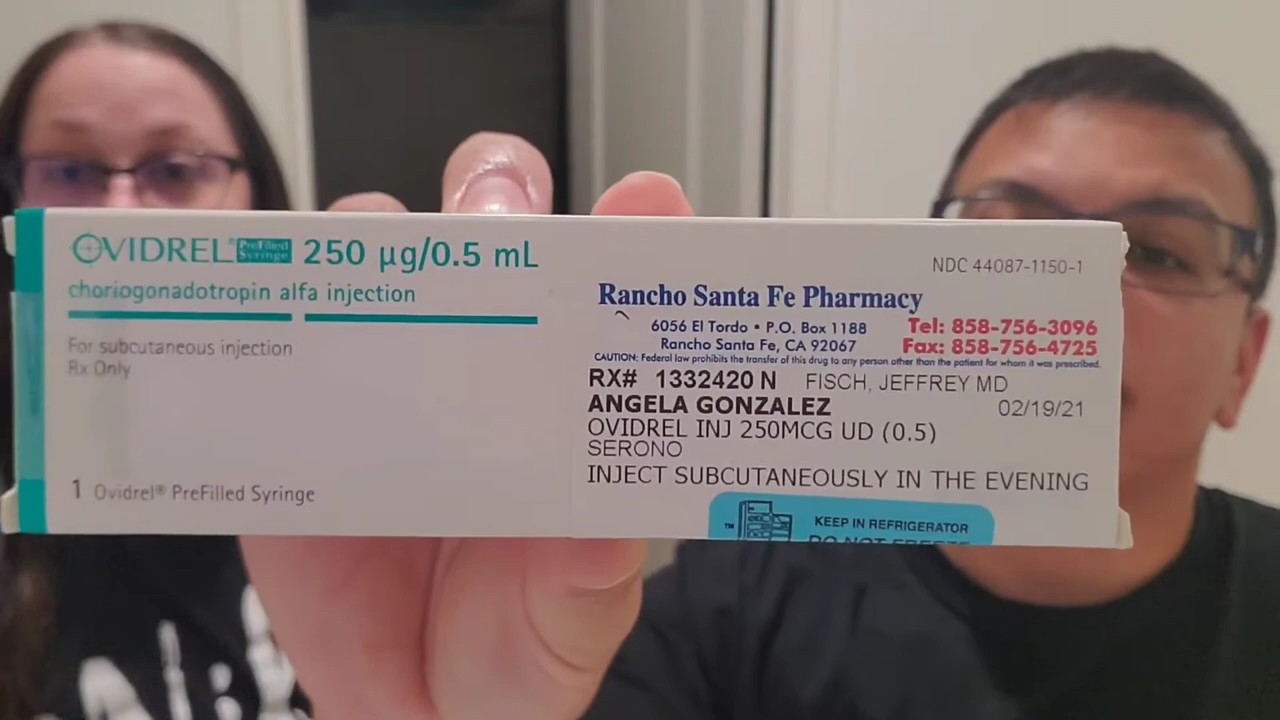 OVIDREL® PreFilled Syringe 250 µg/0.5 mL
choriogonadotropin alfa injection
For subcutaneous injection
Rx Only
1 Ovidrel® PreFilled Syringe
NDC 44087-1150-1
Rancho Santa Fe Pharmacy
6056 El Tordo • P.O. Box 1188
Rancho Santa Fe, CA 92067
Tel: 858-756-3096
Fax: 858-756-4725
CAUTION: Federal law prohibits the transfer of this drug to any person other than the patient for whom it was prescribed.
RX# 1332420 N FISCH, JEFFREY MD
ANGELA GONZALEZ 02/19/21
OVIDREL INJ 250MCG UD (0.5)
SERONO
INJECT SUBCUTANEOUSLY IN THE EVENING
™ KEEP IN REFRIGERATOR
DO NOT FREEZE